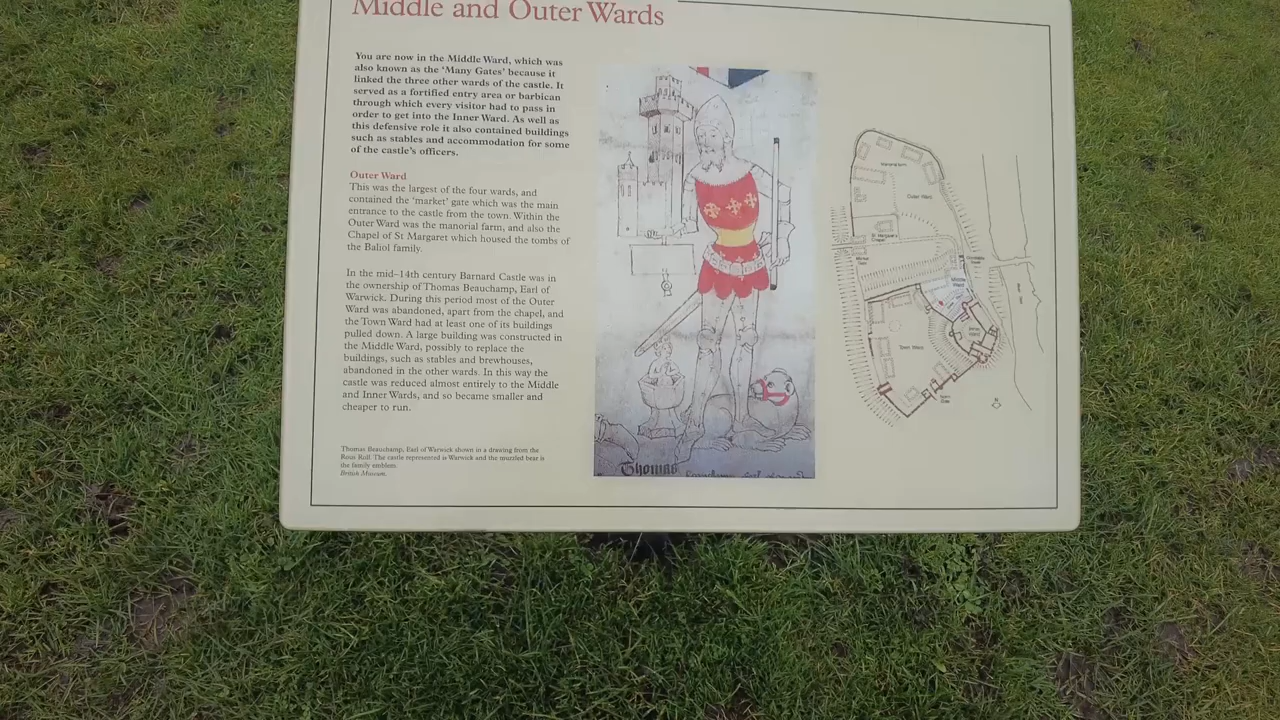 Middle and Outer Wards
You are now in the Middle Ward, which was
also known as the 'Many Gates' because it
linked the three other wards of the castle. It
served as a fortified entry area or barbican
through which every visitor had to pass in
order to get into the Inner Ward. As well as
this defensive role it also contained buildings
such as stables and accommodation for some
of the castle's officers.
Outer Ward
This was the largest of the four wards, and
contained the 'market' gate which was the main
entrance to the castle from the town. Within the
Outer Ward was the manorial farm, and also the
Chapel of St Margaret which housed the tombs of
the Baliol family.
In the mid-14th century Barnard Castle was in
the ownership of Thomas Beauchamp, Earl of
Warwick. During this period most of the Outer
Ward was abandoned, apart from the chapel, and
the Town Ward had at least one of its buildings
pulled down. A large building was constructed in
the Middle Ward, possibly to replace the
buildings, such as stables and brewhouses,
abandoned in the other wards. In this way the
castle was reduced almost entirely to the Middle
and Inner Wards, and so became smaller and
cheaper to run.
Thomas Beauchamp, Earl of Warwick shown in a drawing from the
Rous Roll. The castle represented is Warwick and the muzzled bear is
the family emblem.
British Museum.
Thomas
Manorial farm
Outer Ward
St Margaret's
Chapel
Middle
Ward
Inner
Ward
Town Ward
Town
Gate
N